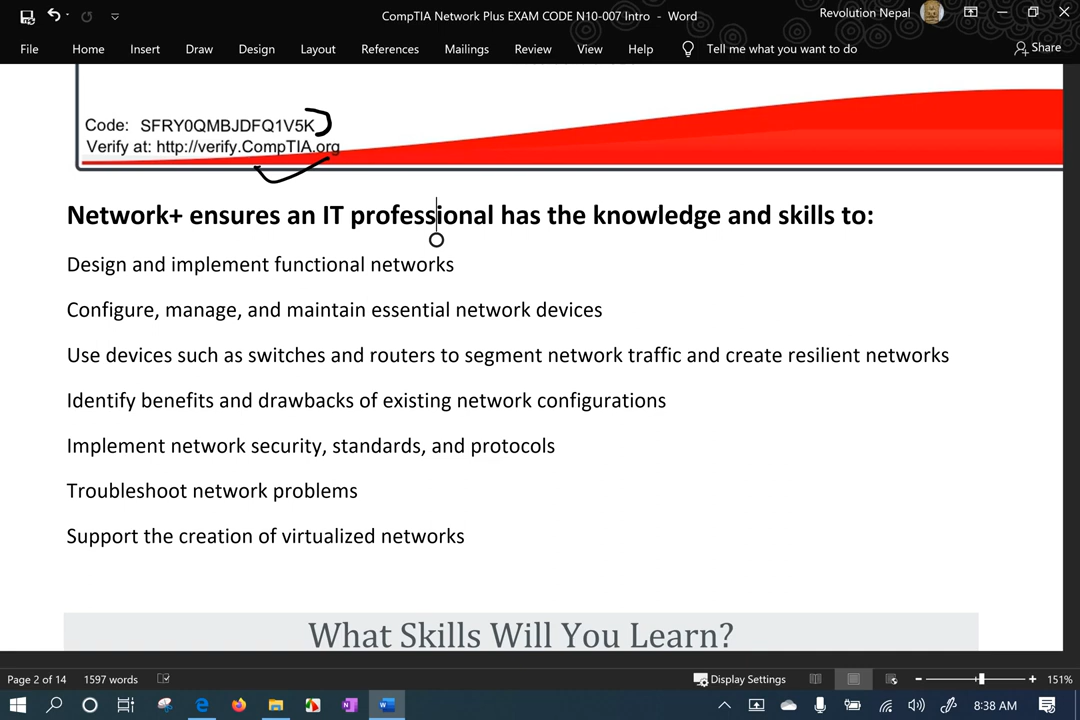 CompTIA Network Plus EXAM CODE N10-007 Intro - Word
Revolution Nepal
File Home Insert Draw Design Layout References Mailings Review View Help Tell me what you want to do Share
Code: SFRY0QMBJDFQ1V5K
Verify at: http://verify.CompTIA.org
Network+ ensures an IT professional has the knowledge and skills to:
Design and implement functional networks
Configure, manage, and maintain essential network devices
Use devices such as switches and routers to segment network traffic and create resilient networks
Identify benefits and drawbacks of existing network configurations
Implement network security, standards, and protocols
Troubleshoot network problems
Support the creation of virtualized networks
What Skills Will You Learn?
Page 2 of 14 1597 words Display Settings 151%
8:38 AM